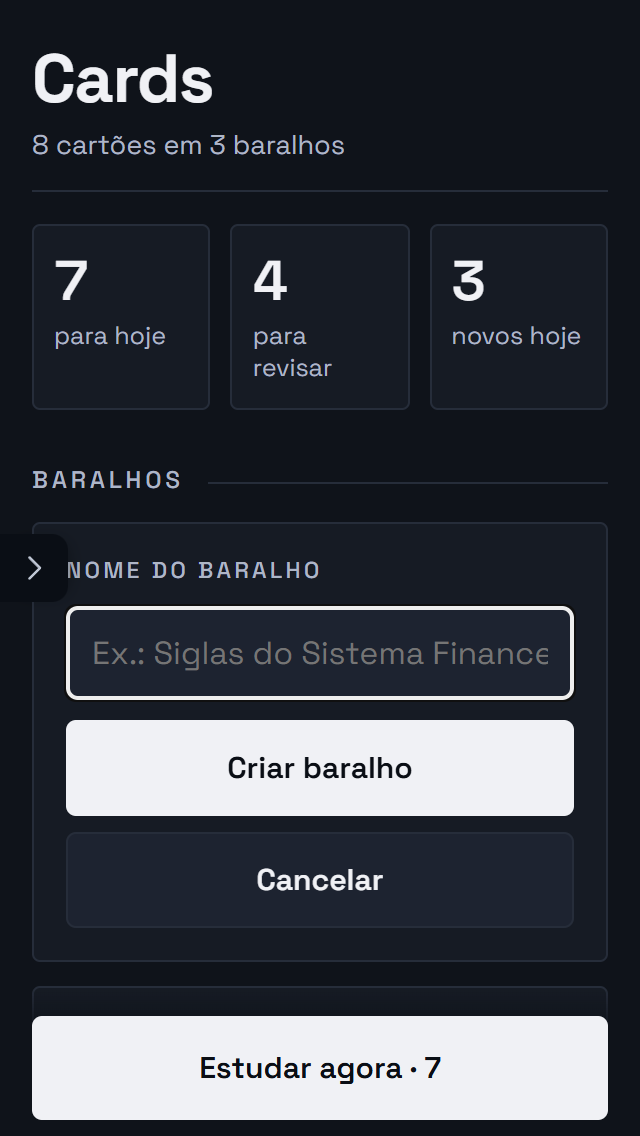 Cards
8 cartões em 3 baralhos
7
para hoje
4
para
revisar
3
novos hoje
BARALHOS
NOME DO BARALHO
Ex.: Siglas do Sistema Finance
Criar baralho
Cancelar
Estudar agora · 7